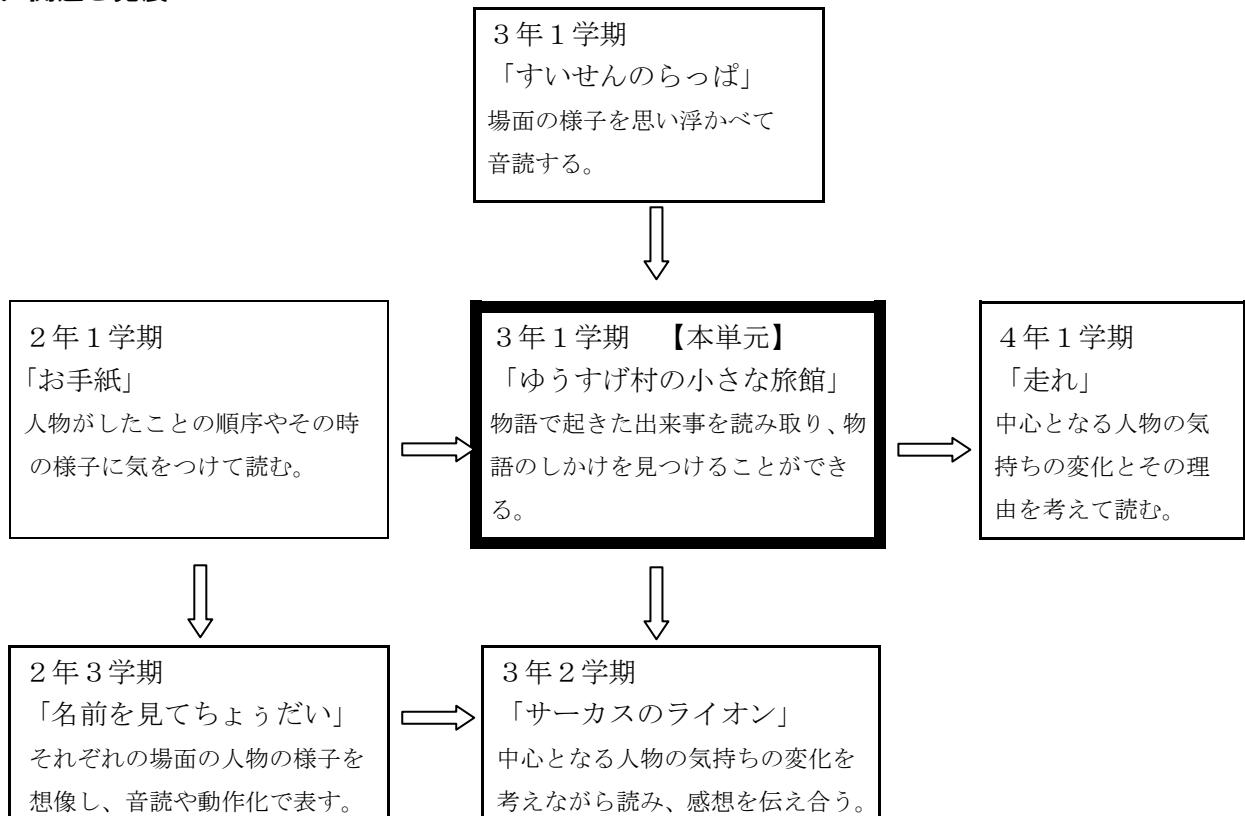 3年1学期
「すいせんのらっぱ」
場面の様子を思い浮かべて
音読する。
2年1学期
「お手紙」
人物がしたことの順序やその時
の様子に気をつけて読む。
3年1学期　【本単元】
「ゆうすげ村の小さな旅館」
物語で起きた出来事を読み取り、物
語のしかけを見つけることができ
る。
4年1学期
「走れ」
中心となる人物の気
持ちの変化とその理
由を考えて読む。
2年3学期
「名前を見てちょぅだい」
それぞれの場面の人物の様子を
想像し、音読や動作化で表す。
3年2学期
「サーカスのライオン」
中心となる人物の気持ちの変化を
考えながら読み、感想を伝え合う。